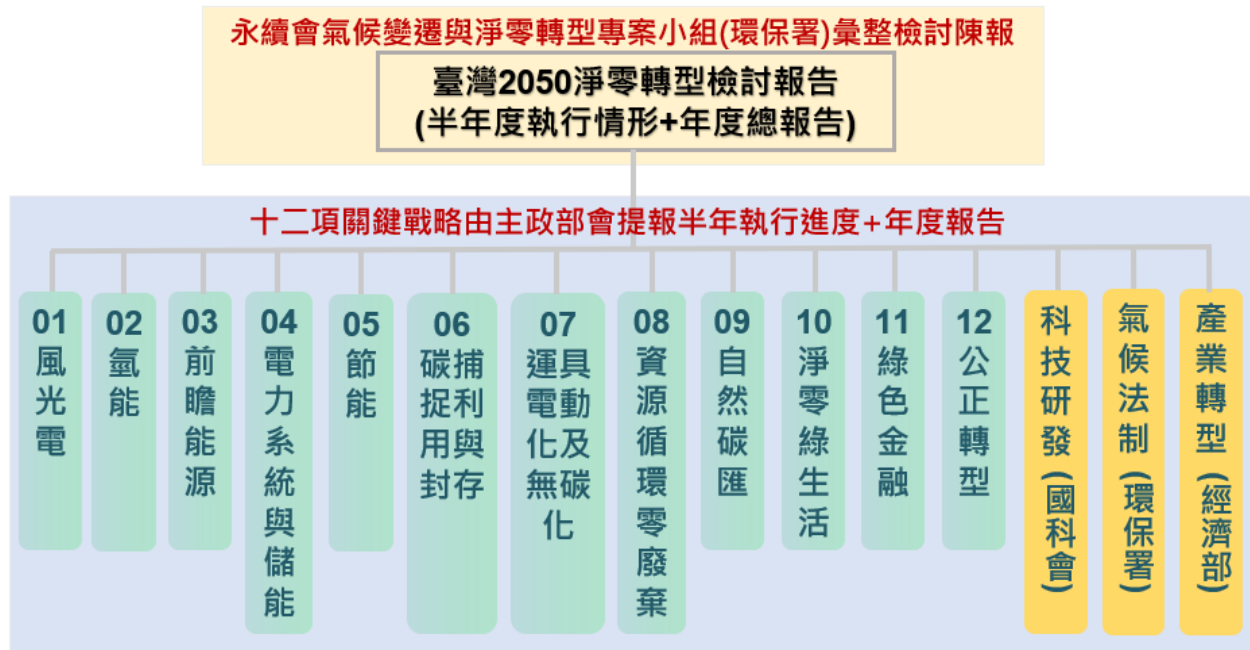 永續會氣候變遷與淨零轉型專案小組(環保署)彙整檢討陳報
臺灣2050淨零轉型檢討報告
(半年度執行情形+年度總報告)
十二項關鍵戰略由主政部會提報半年執行進度+年度報告
01
風光電
02
氫能
03
前瞻能源
04
電力系統與儲能
05
節能
06
碳捕捉利用與封存
07
運具電動化及無碳化
08
資源循環零廢棄
09
自然碳匯
10
淨零綠生活
11
綠色金融
12
公正轉型
科技研發(國科會)
氣候法制(環保署)
產業轉型(經濟部)